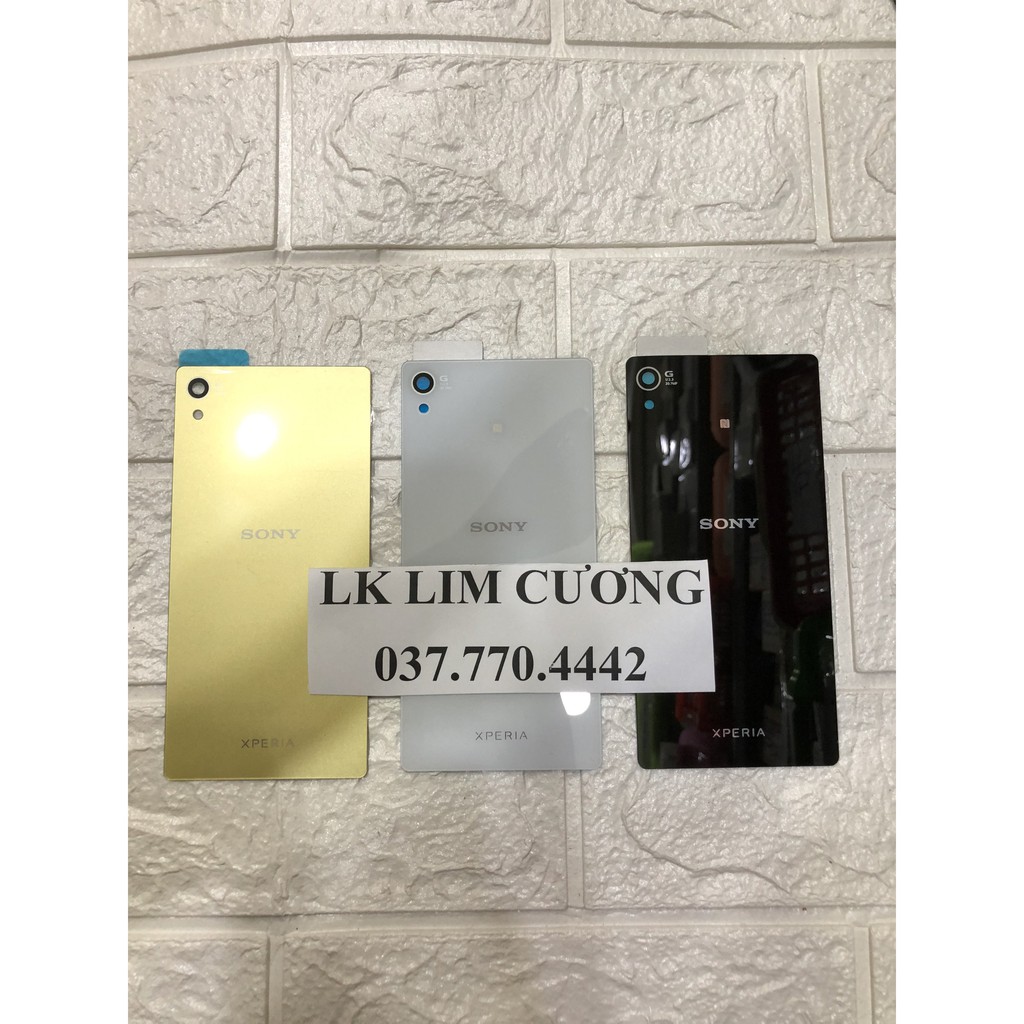 SONY
SONY
SONY
LK LIM CƯƠNG
037.770.4442
XPERIA
XPERIA
XPERIA
G
G